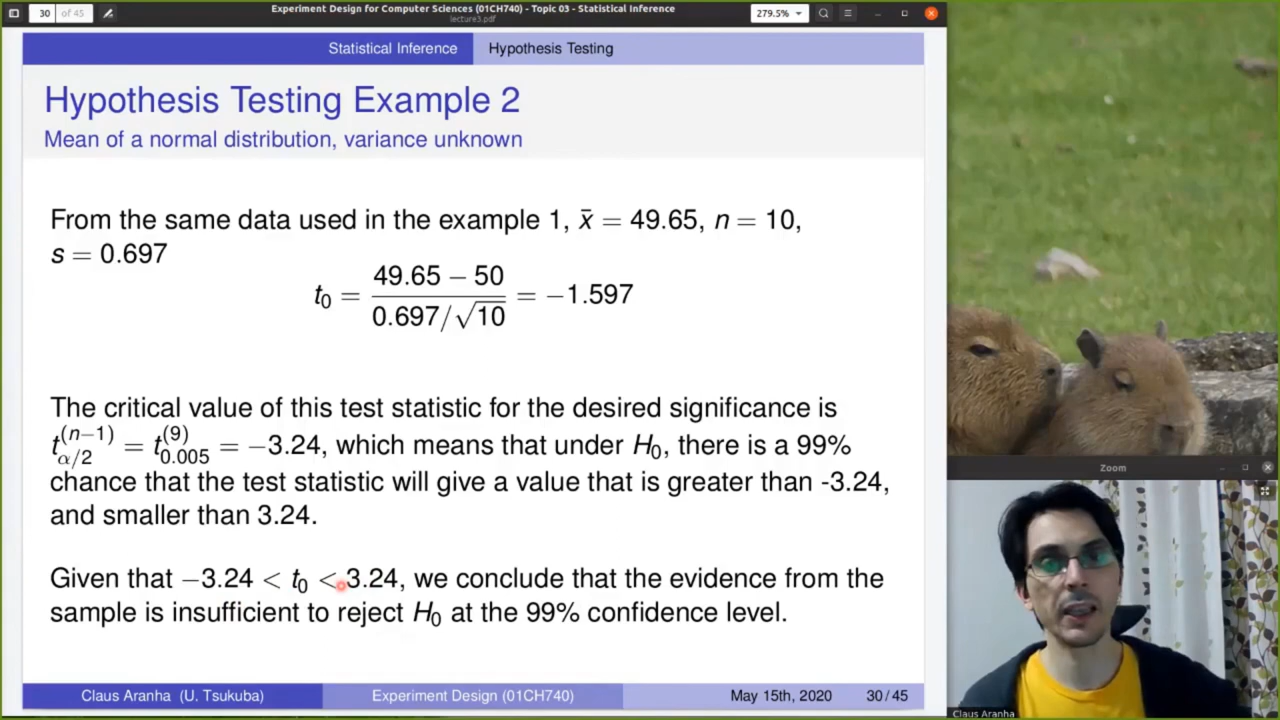 30 of 45
Experiment Design for Computer Sciences (01CH740) - Topic 03 - Statistical Inference
lecture3.pdf
279.5%
Statistical Inference Hypothesis Testing
Hypothesis Testing Example 2
Mean of a normal distribution, variance unknown
From the same data used in the example 1, x̄ = 49.65, n = 10,
s = 0.697
t₀ = (49.65 − 50) / (0.697/√10) = −1.597
The critical value of this test statistic for the desired significance is
t_{α/2}^{(n−1)} = t_{0.005}^{(9)} = −3.24, which means that under H₀, there is a 99%
chance that the test statistic will give a value that is greater than -3.24,
and smaller than 3.24.
Given that −3.24 < t₀ < 3.24, we conclude that the evidence from the
sample is insufficient to reject H₀ at the 99% confidence level.
Claus Aranha (U. Tsukuba) Experiment Design (01CH740) May 15th, 2020 30/45
Zoom
Claus Aranha